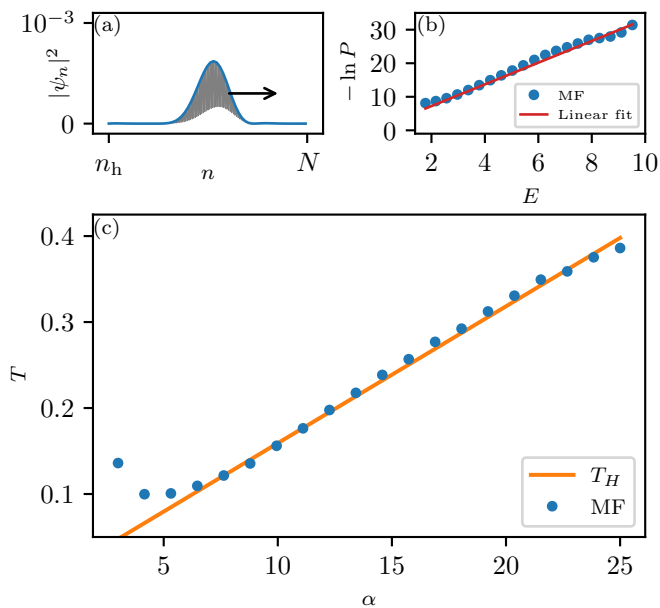 (a)
10⁻³
|ψₙ|²
0
n_h
n
N
(b)
− ln P
30
20
10
0
MF
Linear fit
2 4 6 8 10
E
(c)
T
0.4
0.3
0.2
0.1
T_H
MF
5 10 15 20 25
α